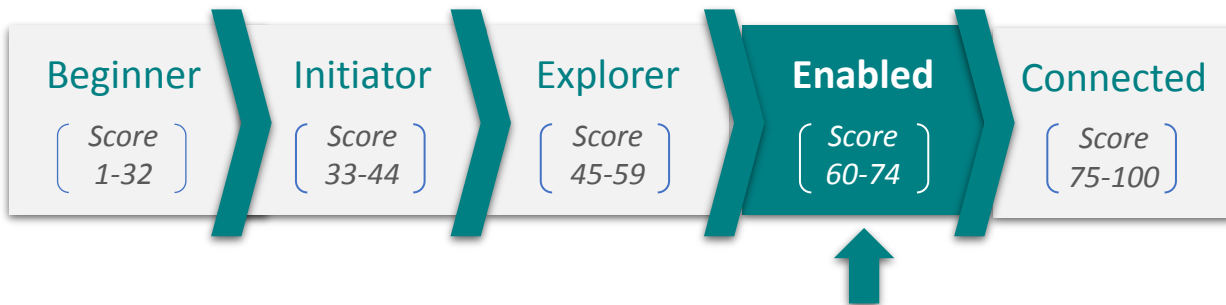 Beginner
Score
1-32
Initiator
Score
33-44
Explorer
Score
45-59
Enabled
Score
60-74
Connected
Score
75-100